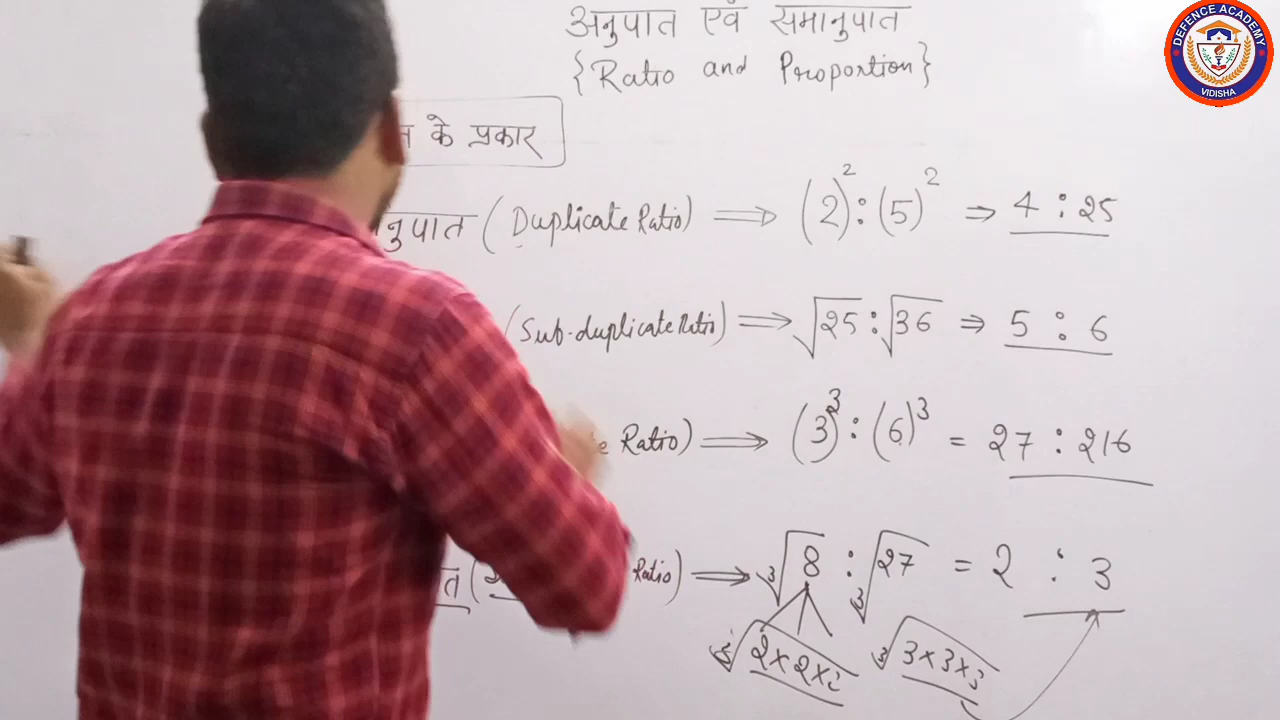 अनुपात एवं समानुपात
{Ratio and Proportion}
DEFENCE ACADEMY
VIDISHA
के प्रकार
(Duplicate Ratio) ⟹ (2)² : (5)² ⇒ 4 : 25
(Sub-duplicate Ratio) ⟹ √25 : √36 ⇒ 5 : 6
Ratio) ⟹ (3)³ : (6)³ = 27 : 216
Ratio) ⟹ ∛8 : ∛27 = 2 : 3
∛2×2×2 ∛3×3×3